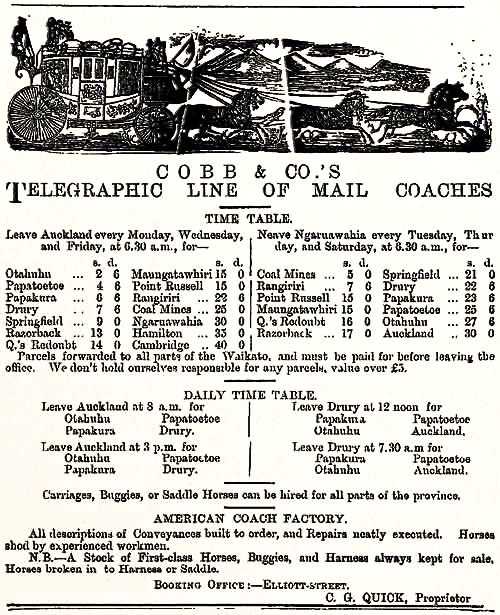 COBB & CO.'S
TELEGRAPHIC LINE OF MAIL COACHES
TIME TABLE.
Leave Auckland every Monday, Wednesday,
and Friday, at 6.30 a.m., for—
s. d. s. d.
Otahuhu ... 2 6 Maungatawhiri 15 0
Papatoetoe ... 4 6 Point Russell 15 0
Papakura ... 6 6 Rangiriri ... 22 6
Drury .. 7 6 Coal Mines ... 25 0
Springfield ... 9 0 Ngaruawahia 30 0
Razorback ... 13 0 Hamilton ... 35 0
Q.'s Redoubt 14 0 Cambridge .. 40 0
Neave Ngaruawahia every Tuesday, Thur
day, and Saturday, at 6.30 a.m., for—
s. d. s. d.
Coal Mines ... 5 0 Springfield ... 21 0
Rangiriri ... 7 6 Drury ... 22 6
Point Russell 15 0 Papakura ... 23 6
Maungatawhiri 15 0 Papatoetoe ... 25 6
Q.'s Redoubt 16 0 Otahuhu ... 27 6
Razorback ... 17 0 Auckland .. 30 0
Parcels forwarded to all parts of the Waikato, and must be paid for before leaving the
office. We don't hold ourselves responsible for any parcels, value over £5.
DAILY TIME TABLE.
Leave Auckland at 8 a.m. for
Otahuhu Papatoetoe
Papakura Drury.
Leave Auckland at 3 p.m. for
Otahuhu Papatoetoe
Papakura Drury.
Leave Drury at 12 noon for
Papakura Papatoetoe
Otahuhu Auckland.
Leave Drury at 7.30 a.m for
Papakura Papatoetoe
Otahuhu Auckland.
Carriages, Buggies, or Saddle Horses can be hired for all parts of the province.
AMERICAN COACH FACTORY.
All descriptions of Conveyances built to order, and Repairs neatly executed. Horses
shod by experienced workmen.
N.B.—A Stock of First-class Horses, Buggies, and Harness always kept for sale,
Horses broken in to Harness or Saddle.
BOOKING OFFICE:—ELLIOTT-STREET.
C. G. QUICK, Proprietor